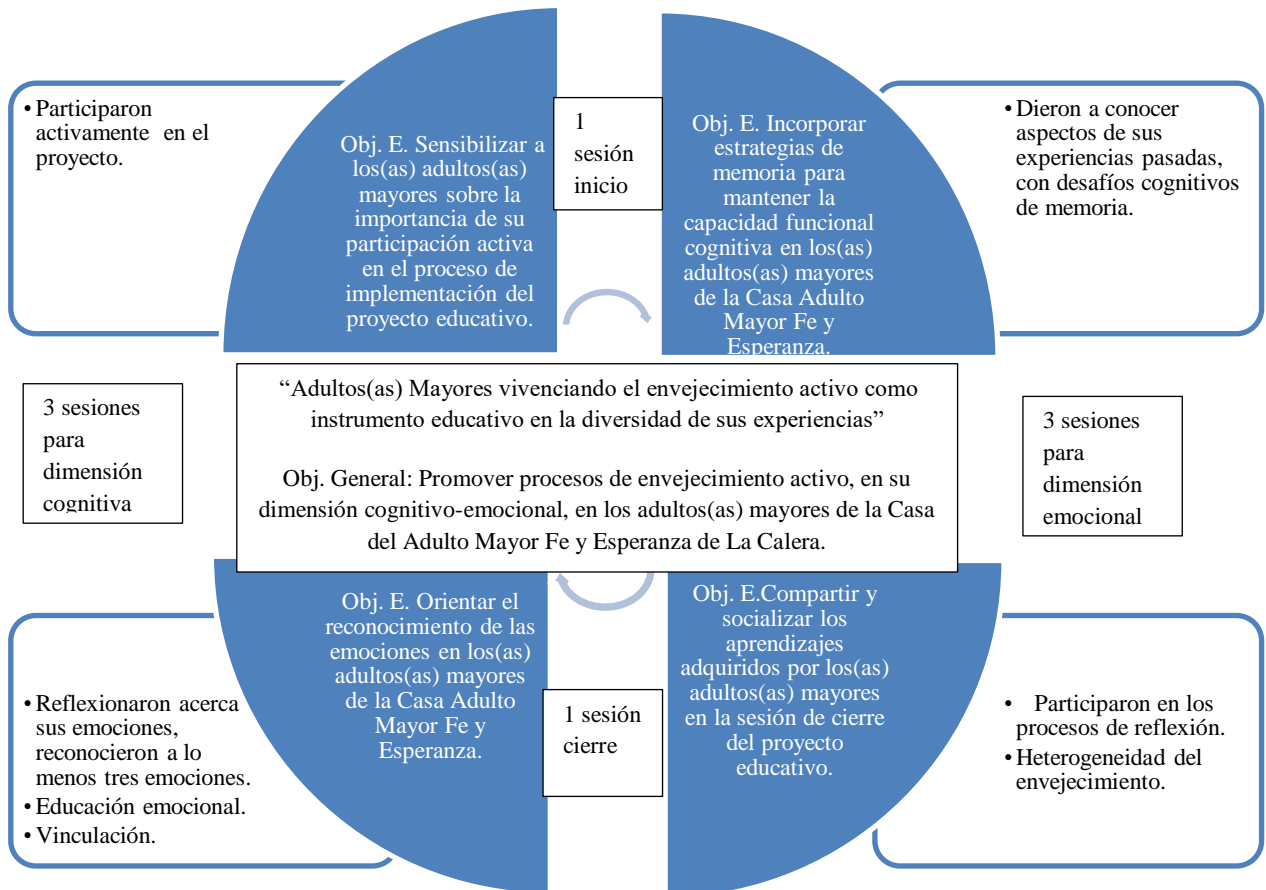 • Participaron
activamente en el
proyecto.
Obj. E. Sensibilizar a
los(as) adultos(as)
mayores sobre la
importancia de su
participación activa
en el proceso de
implementación del
proyecto educativo.
1
sesión
inicio
Obj. E. Incorporar
estrategias de
memoria para
mantener la
capacidad funcional
cognitiva en los(as)
adultos(as) mayores
de la Casa Adulto
Mayor Fe y
Esperanza.
• Dieron a conocer
aspectos de sus
experiencias pasadas,
con desafíos cognitivos
de memoria.
3 sesiones
para
dimensión
cognitiva
“Adultos(as) Mayores vivenciando el envejecimiento activo como
instrumento educativo en la diversidad de sus experiencias”
Obj. General: Promover procesos de envejecimiento activo, en su
dimensión cognitivo-emocional, en los adultos(as) mayores de la Casa
del Adulto Mayor Fe y Esperanza de La Calera.
3 sesiones
para
dimensión
emocional
• Reflexionaron acerca
sus emociones,
reconocieron a lo
menos tres emociones.
• Educación emocional.
• Vinculación.
Obj. E. Orientar el
reconocimiento de las
emociones en los(as)
adultos(as) mayores
de la Casa Adulto
Mayor Fe y
Esperanza.
1 sesión
cierre
Obj. E.Compartir y
socializar los
aprendizajes
adquiridos por los(as)
adultos(as) mayores
en la sesión de cierre
del proyecto
educativo.
• Participaron en los
procesos de reflexión.
• Heterogeneidad del
envejecimiento.